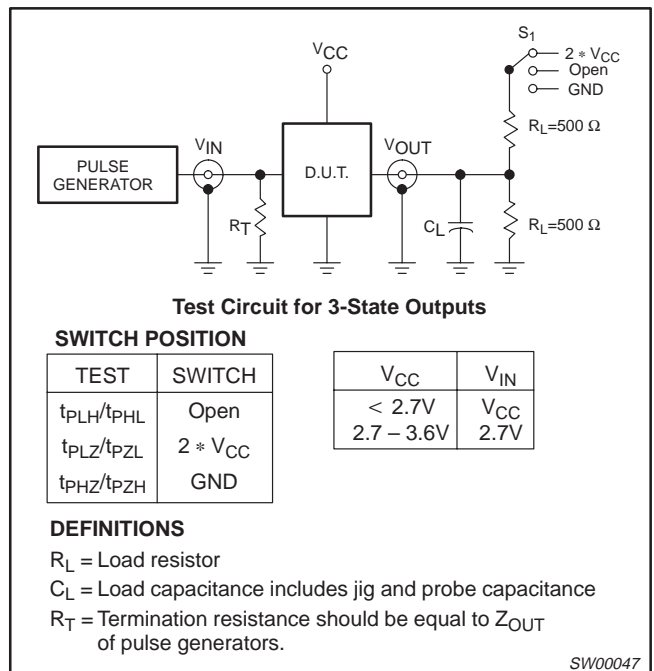 S1
2 * VCC
Open
GND
VCC
RL=500 Ω
VIN
VOUT
PULSE
GENERATOR
D.U.T.
RT
CL
RL=500 Ω
Test Circuit for 3-State Outputs
SWITCH POSITION
TEST SWITCH
tPLH/tPHL Open
tPLZ/tPZL 2 * VCC
tPHZ/tPZH GND
VCC VIN
< 2.7V VCC
2.7 – 3.6V 2.7V
DEFINITIONS
RL = Load resistor
CL = Load capacitance includes jig and probe capacitance
RT = Termination resistance should be equal to ZOUT
of pulse generators.
SW00047